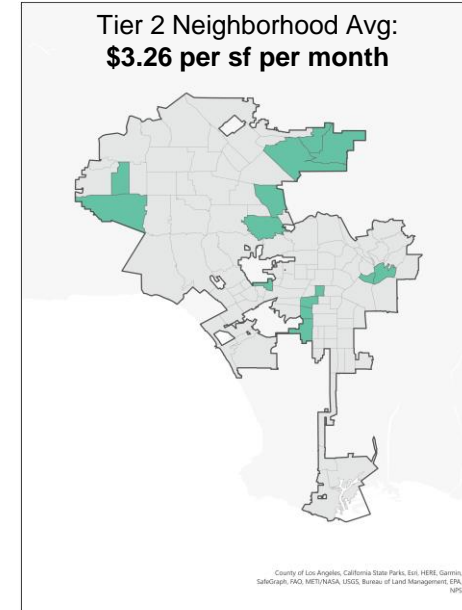 Tier 2 Neighborhood Avg:
$3.26 per sf per month
County of Los Angeles, California State Parks, Esri, HERE, Garmin,
SafeGraph, FAO, METI/NASA, USGS, Bureau of Land Management, EPA,
NPS